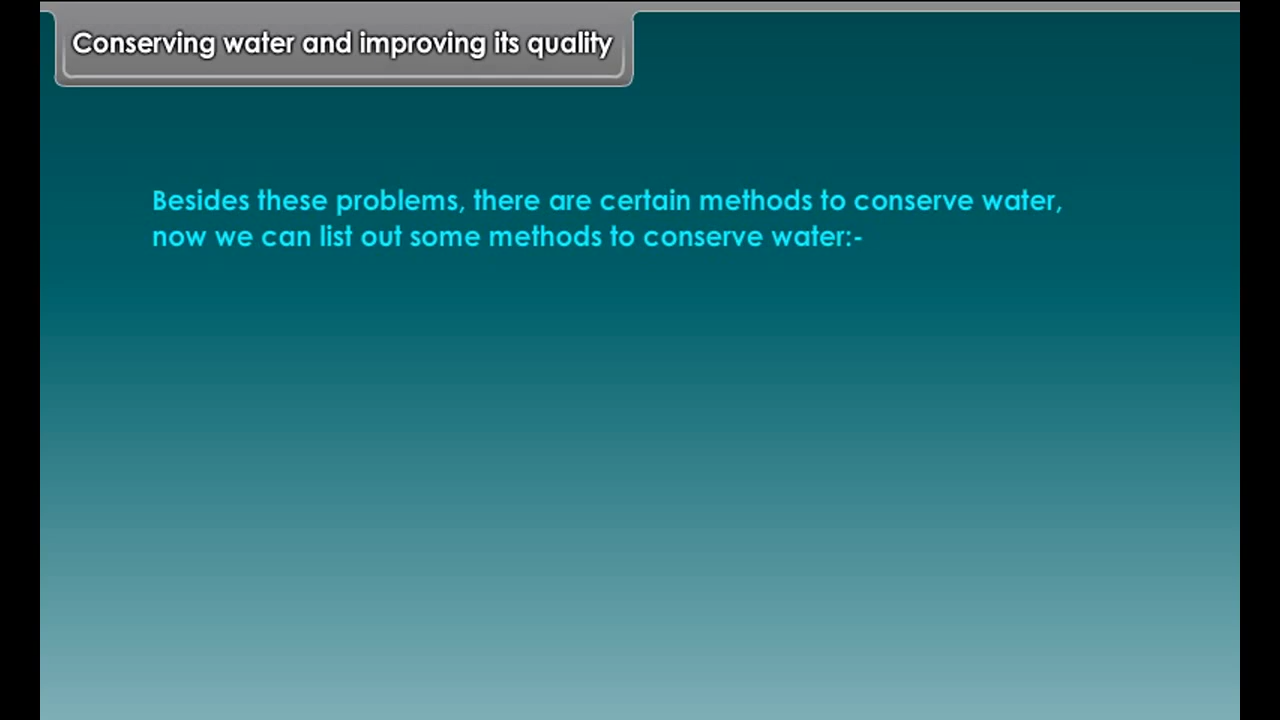 Conserving water and improving its quality
Besides these problems, there are certain methods to conserve water,
now we can list out some methods to conserve water:-